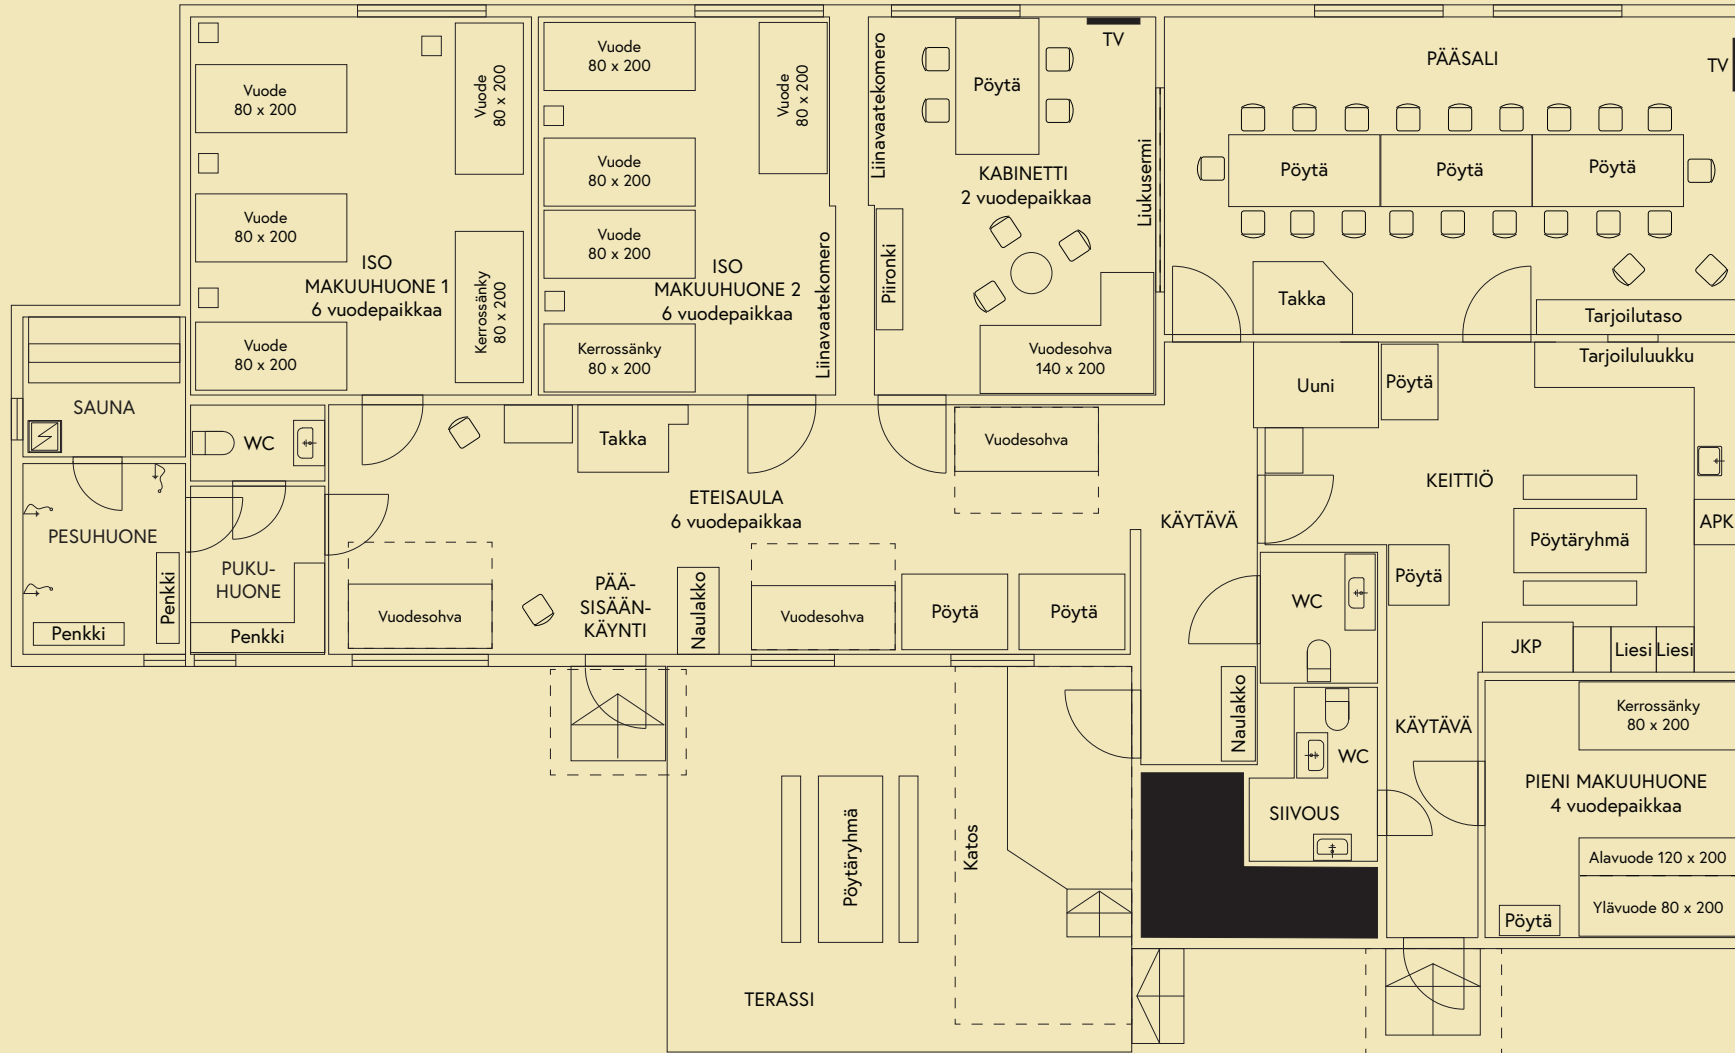 Vuode
80 x 200
Vuode
80 x 200
Vuode
80 x 200
Vuode
80 x 200
Kerrossänky
80 x 200
ISO
MAKUUHUONE 1
6 vuodepaikkaa
Vuode
80 x 200
Vuode
80 x 200
Vuode
80 x 200
Vuode
80 x 200
Kerrossänky
80 x 200
ISO
MAKUUHUONE 2
6 vuodepaikkaa
Liinavaatekomero
Liinavaatekomero
Pöytä
TV
KABINETTI
2 vuodepaikkaa
Piironki
Liukusermi
Vuodesohva
140 x 200
PÄÄSALI
TV
Pöytä
Pöytä
Pöytä
Takka
Tarjoilutaso
Tarjoiluluukku
SAUNA
WC
PESUHUONE
Penkki
Penkki
PUKU-
HUONE
Penkki
Takka
Vuodesohva
ETEISAULA
6 vuodepaikkaa
Vuodesohva
PÄÄ-
SISÄÄN-
KÄYNTI
Naulakko
Vuodesohva
Pöytä
Pöytä
KÄYTÄVÄ
Uuni
Pöytä
KEITTIÖ
APK
Pöytäryhmä
Pöytä
JKP
Liesi
Liesi
WC
Naulakko
WC
SIIVOUS
KÄYTÄVÄ
Kerrossänky
80 x 200
PIENI MAKUUHUONE
4 vuodepaikkaa
Alavuode 120 x 200
Ylävuode 80 x 200
Pöytä
Pöytäryhmä
Katos
TERASSI